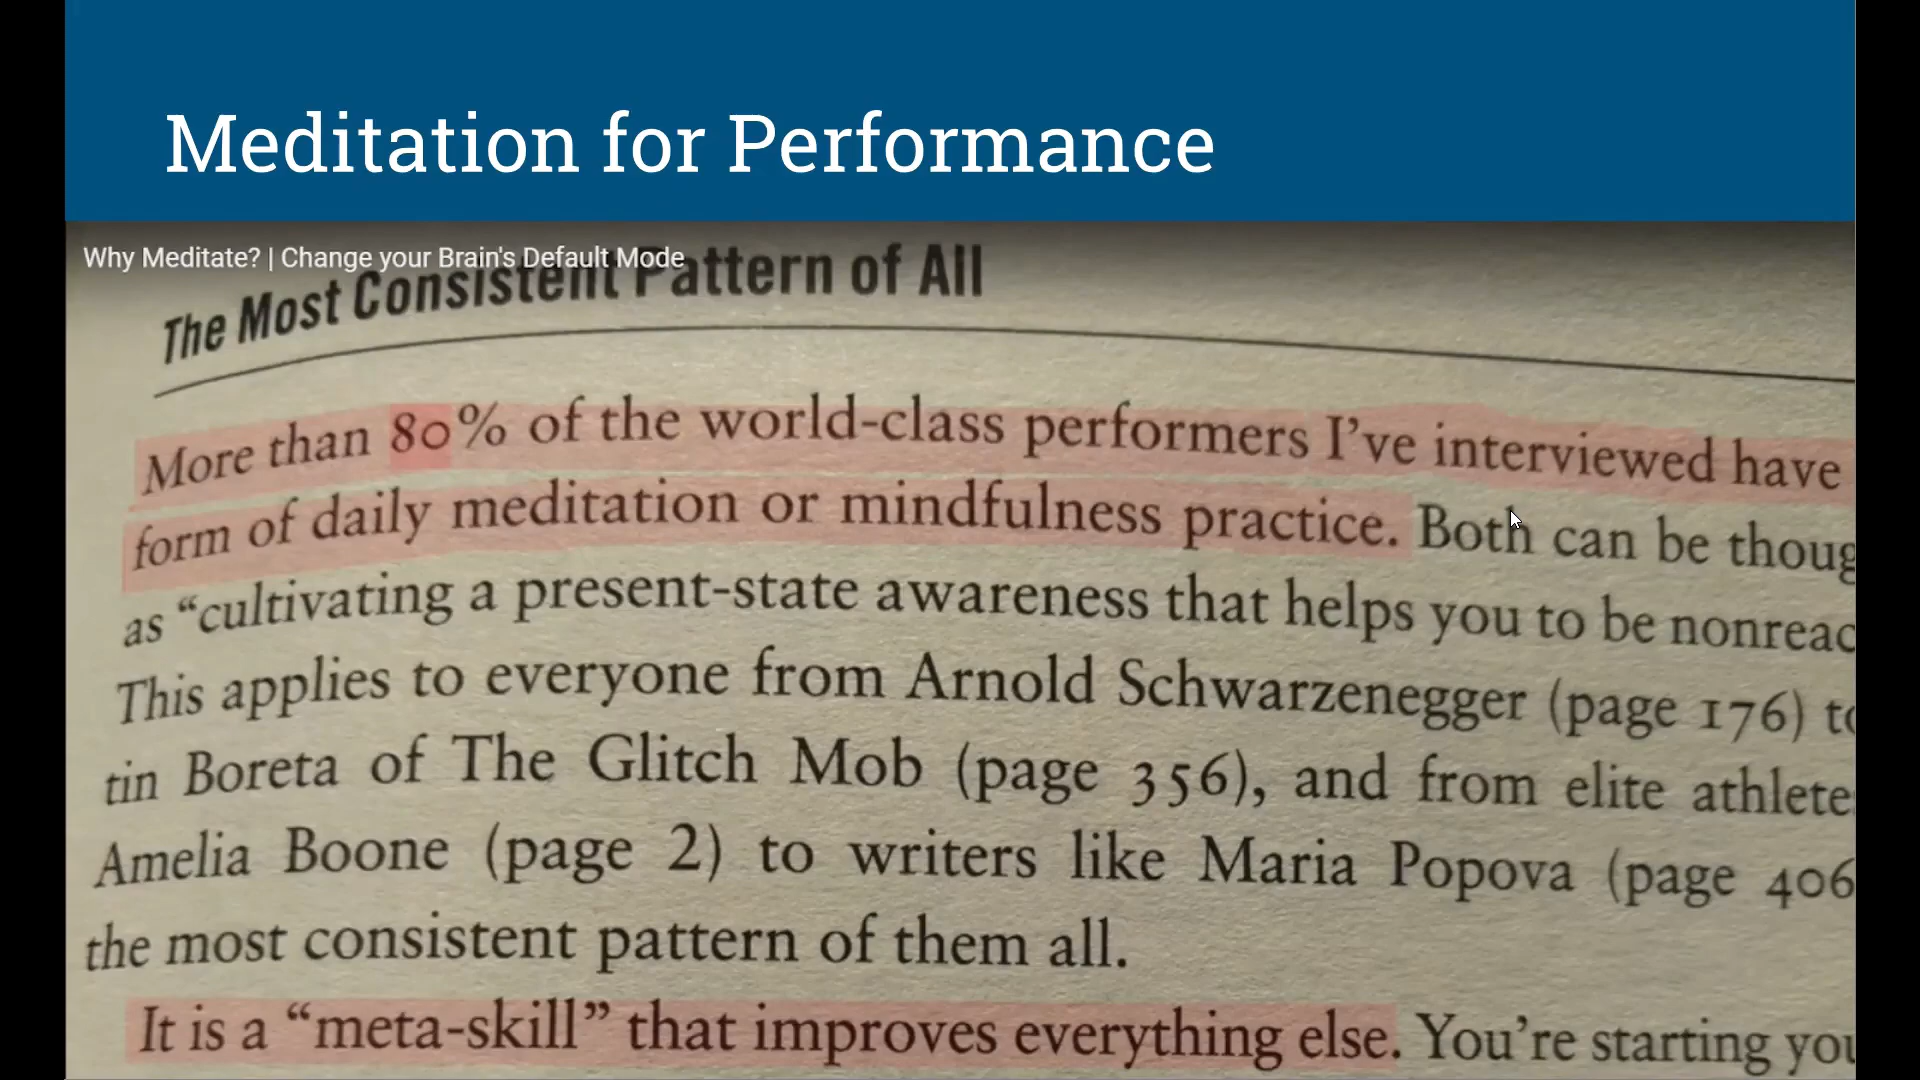 Meditation for Performance
Why Meditate? | Change your Brain's Default Mode
The Most Consistent Pattern of All
More than 80% of the world-class performers I've interviewed have
form of daily meditation or mindfulness practice. Both can be
as “cultivating a present-state awareness that helps you to be
This applies to everyone from Arnold Schwarzenegger (page 176) to
tin Boreta of The Glitch Mob (page 356), and from elite
Amelia Boone (page 2) to writers like Maria Popova (page 406
the most consistent pattern of them all.
It is a “meta-skill” that improves everything else. You're starting